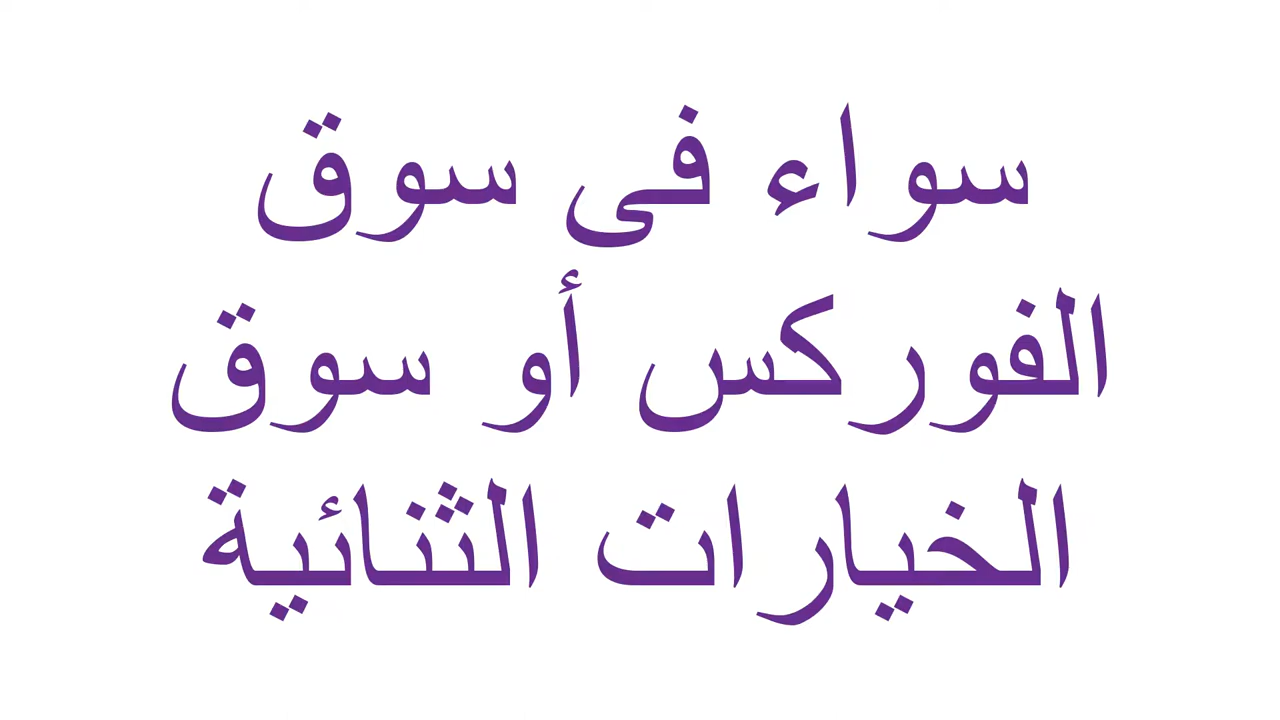 سواء فى سوق
الفوركس أو سوق
الخيارات الثنائية